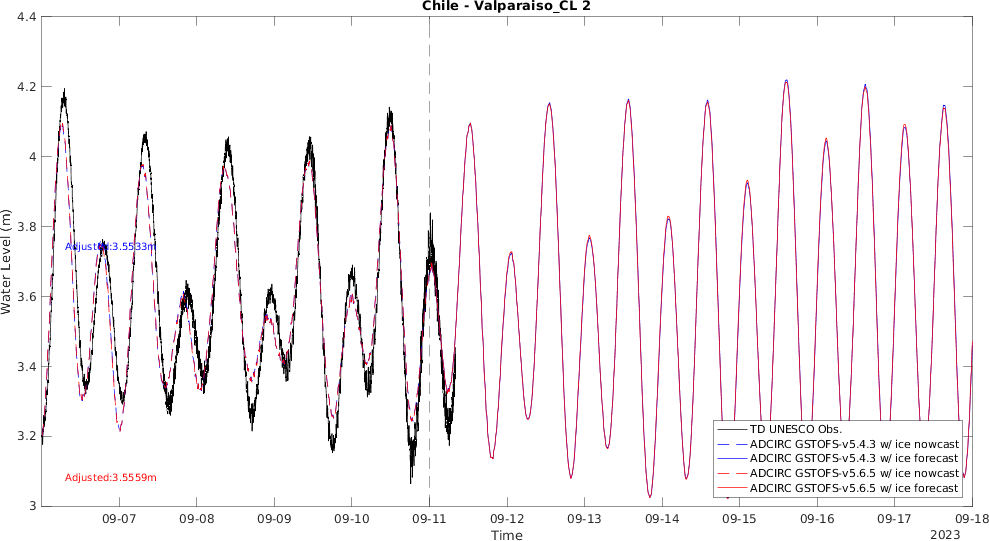 Chile - Valparaiso_CL 2
4.4
4.2
4
3.8
3.6
3.4
3.2
3
Water Level (m)
Adjusted:3.5533m
Adjusted:3.5559m
TD UNESCO Obs.
ADCIRC GSTOFS-v5.4.3 w/ ice nowcast
ADCIRC GSTOFS-v5.4.3 w/ ice forecast
ADCIRC GSTOFS-v5.6.5 w/ ice nowcast
ADCIRC GSTOFS-v5.6.5 w/ ice forecast
09-07 09-08 09-09 09-10 09-11 09-12 09-13 09-14 09-15 09-16 09-17 09-18
Time
2023